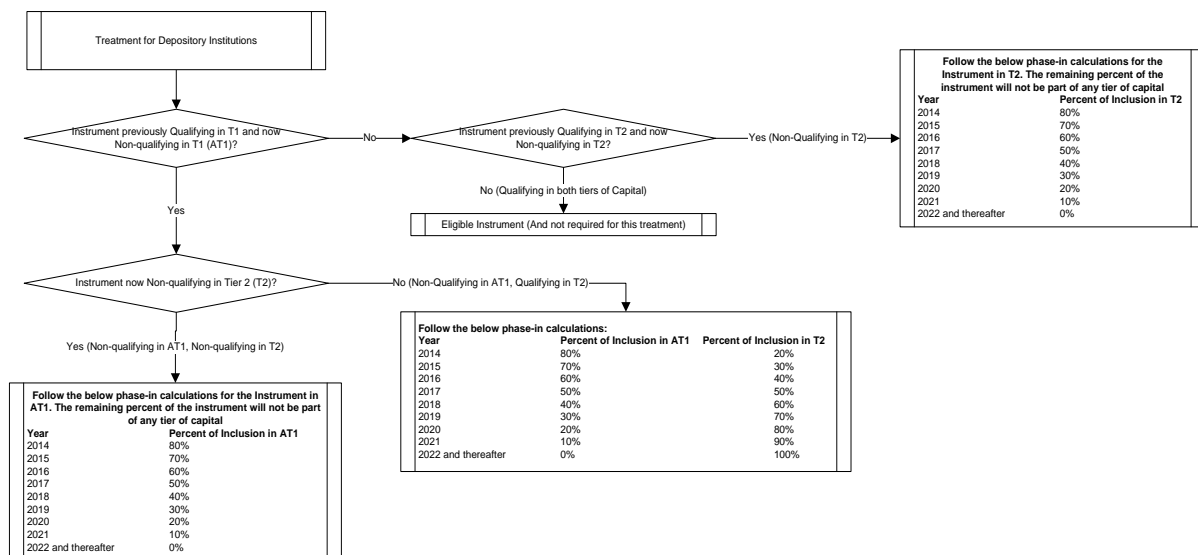 Treatment for Depository Institutions
Instrument previously Qualifying in T1 and now
Non-qualifying in T1 (AT1)?
No
Instrument previously Qualifying in T2 and now
Non-qualifying in T2?
Yes (Non-Qualifying in T2)
Follow the below phase-in calculations for the
Instrument in T2. The remaining percent of the
instrument will not be part of any tier of capital
Year Percent of Inclusion in T2
2014 80%
2015 70%
2016 60%
2017 50%
2018 40%
2019 30%
2020 20%
2021 10%
2022 and thereafter 0%
No (Qualifying in both tiers of Capital)
Eligible Instrument (And not required for this treatment)
Yes
Instrument now Non-qualifying in Tier 2 (T2)?
No (Non-Qualifying in AT1, Qualifying in T2)
Follow the below phase-in calculations:
Year Percent of Inclusion in AT1 Percent of Inclusion in T2
2014 80% 20%
2015 70% 30%
2016 60% 40%
2017 50% 50%
2018 40% 60%
2019 30% 70%
2020 20% 80%
2021 10% 90%
2022 and thereafter 0% 100%
Yes (Non-qualifying in AT1, Non-qualifying in T2)
Follow the below phase-in calculations for the Instrument in
AT1. The remaining percent of the instrument will not be part
of any tier of capital
Year Percent of Inclusion in AT1
2014 80%
2015 70%
2016 60%
2017 50%
2018 40%
2019 30%
2020 20%
2021 10%
2022 and thereafter 0%